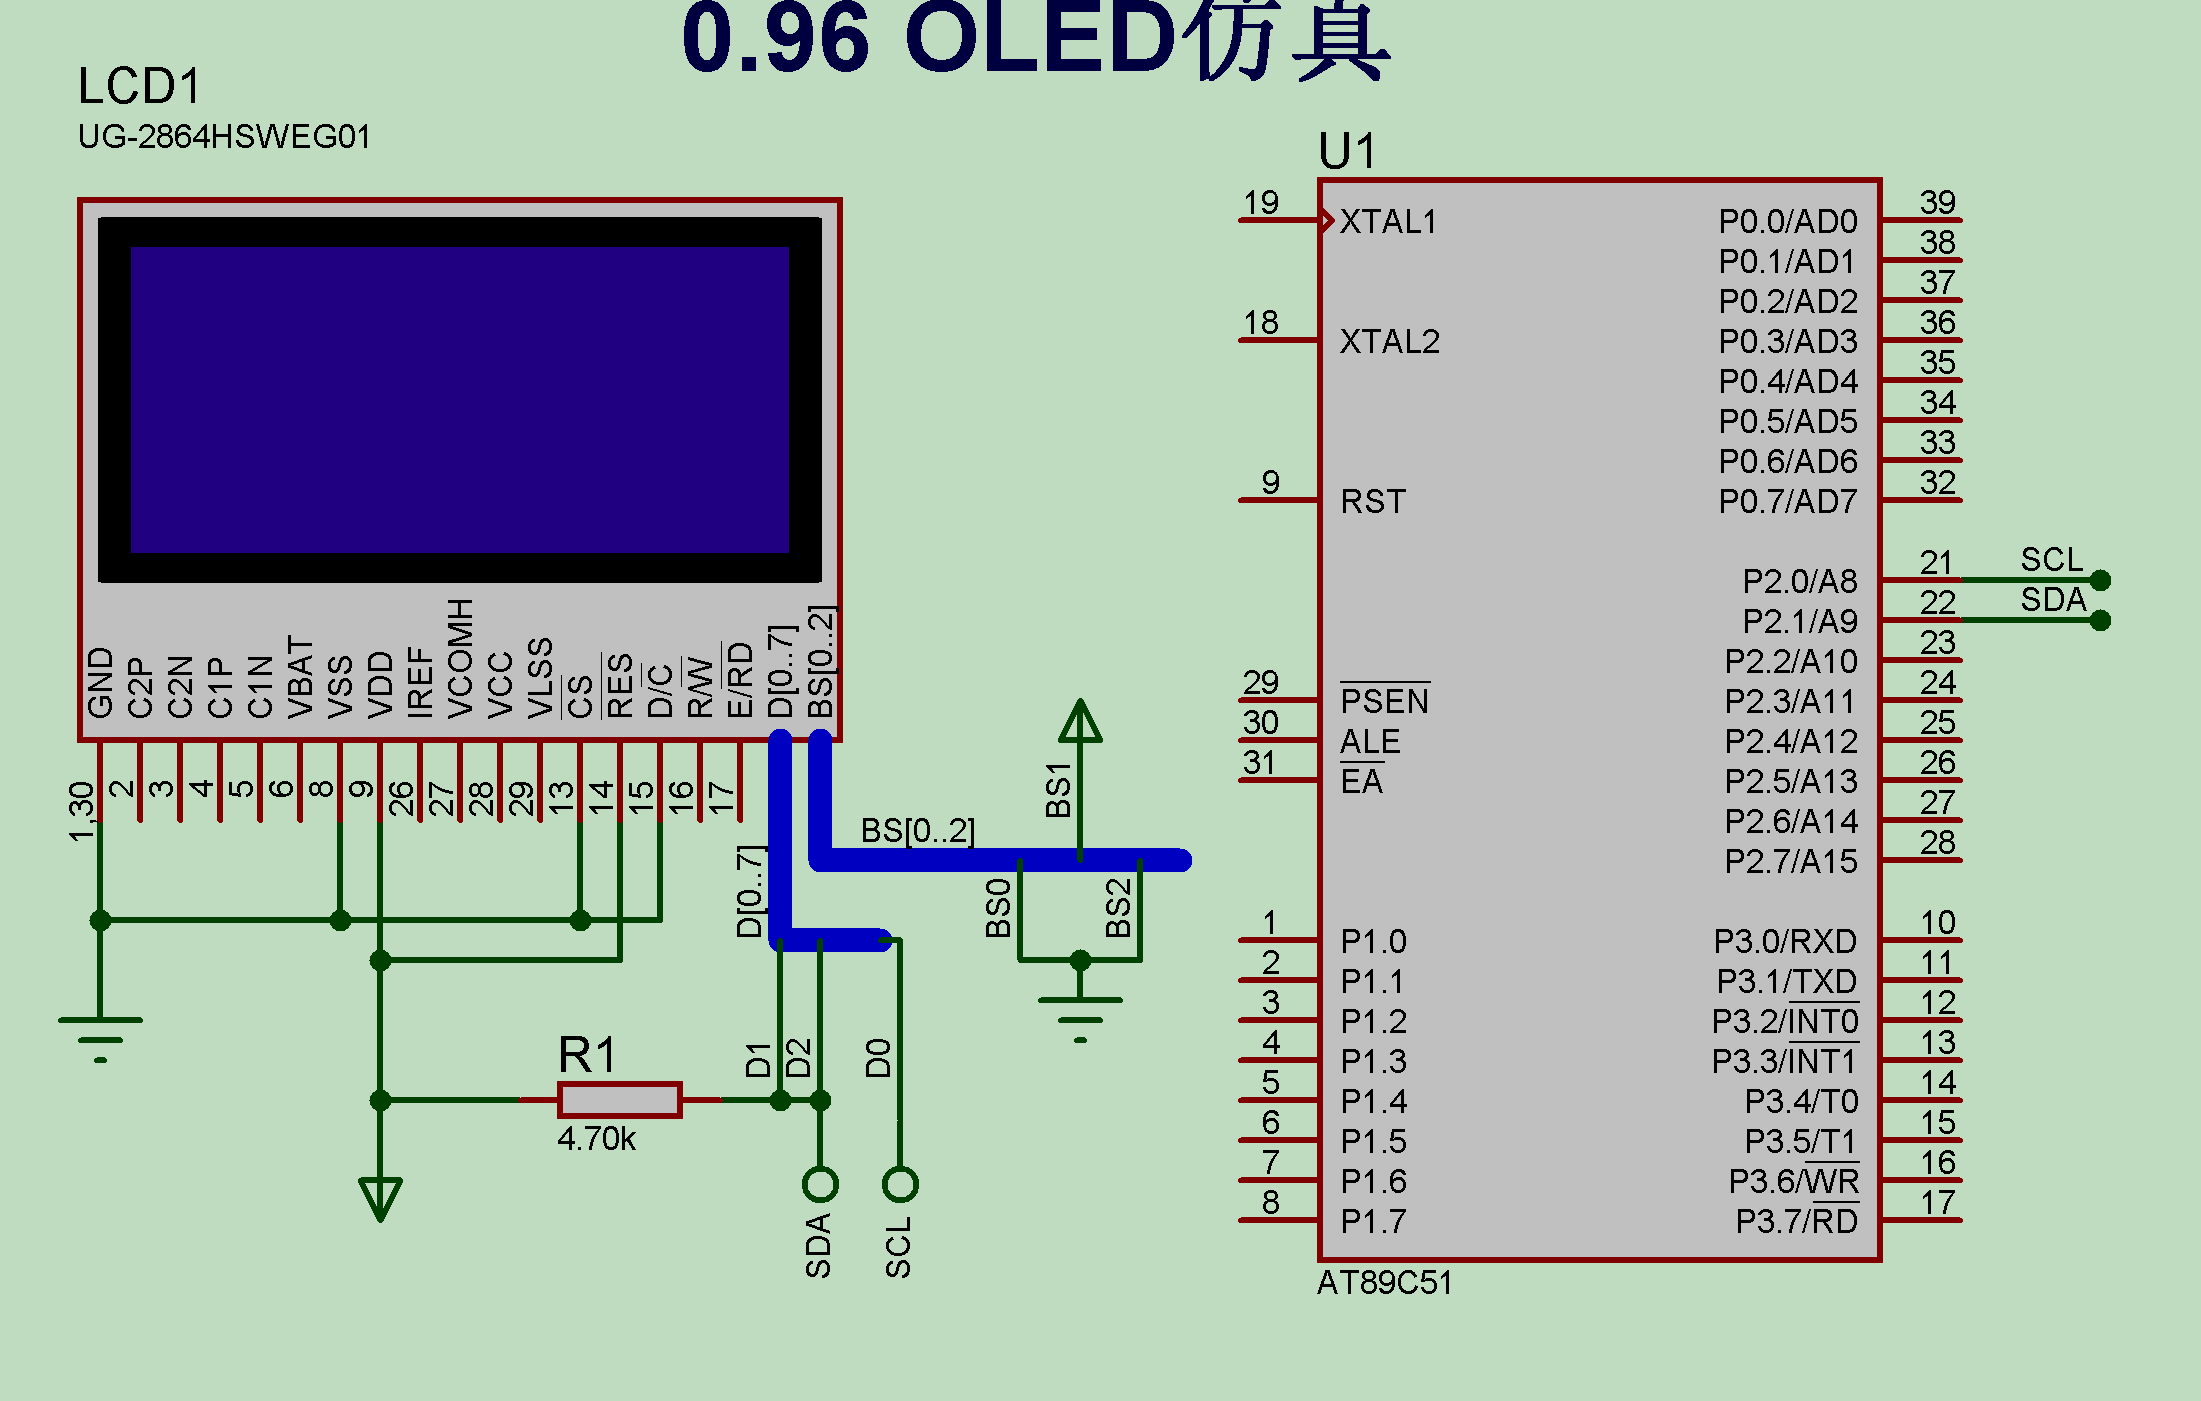 0.96 OLED仿真
LCD1
UG-2864HSWEG01
GND
C2P
C2N
C1P
C1N
VBAT
VSS
VDD
IREF
VCOMH
VCC
VLSS
CS
RES
D/C
R/W
E/RD
D[0..7]
BS[0..2]
1,30
2
3
4
5
6
8
9
26
27
28
29
13
14
15
16
17
D[0..7]
BS[0..2]
BS1
BS0
BS2
R1
4.70k
D1
D2
D0
SDA
SCL
U1
19 XTAL1
18 XTAL2
9 RST
29 PSEN
30 ALE
31 EA
1 P1.0
2 P1.1
3 P1.2
4 P1.3
5 P1.4
6 P1.5
7 P1.6
8 P1.7
P0.0/AD0 39
P0.1/AD1 38
P0.2/AD2 37
P0.3/AD3 36
P0.4/AD4 35
P0.5/AD5 34
P0.6/AD6 33
P0.7/AD7 32
P2.0/A8 21 SCL
P2.1/A9 22 SDA
P2.2/A10 23
P2.3/A11 24
P2.4/A12 25
P2.5/A13 26
P2.6/A14 27
P2.7/A15 28
P3.0/RXD 10
P3.1/TXD 11
P3.2/INT0 12
P3.3/INT1 13
P3.4/T0 14
P3.5/T1 15
P3.6/WR 16
P3.7/RD 17
AT89C51